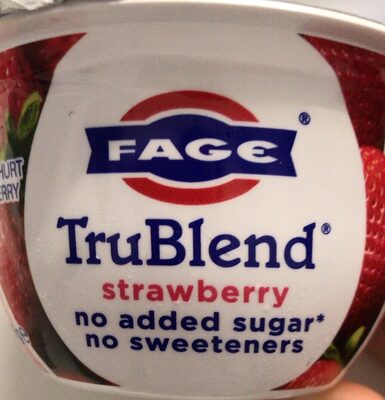 FAGE®
TruBlend®
strawberry
no added sugar*
no sweeteners